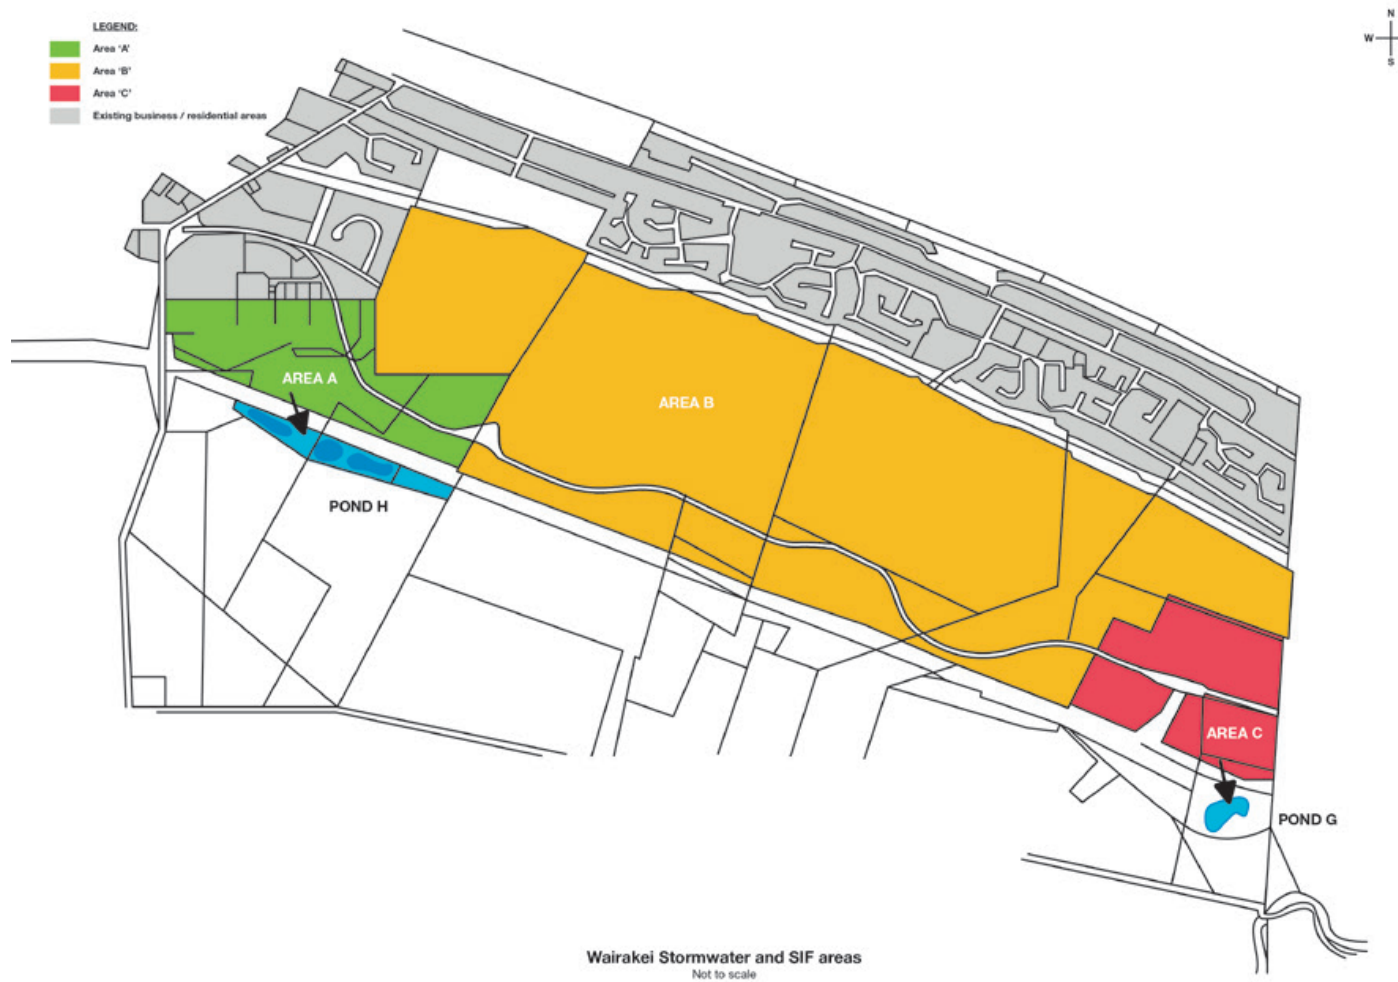 LEGEND:
Area ‘A’
Area ‘B’
Area ‘C’
Existing business / residential areas
N
W
S
AREA A
AREA B
POND H
AREA C
POND G
Wairakei Stormwater and SIF areas
Not to scale